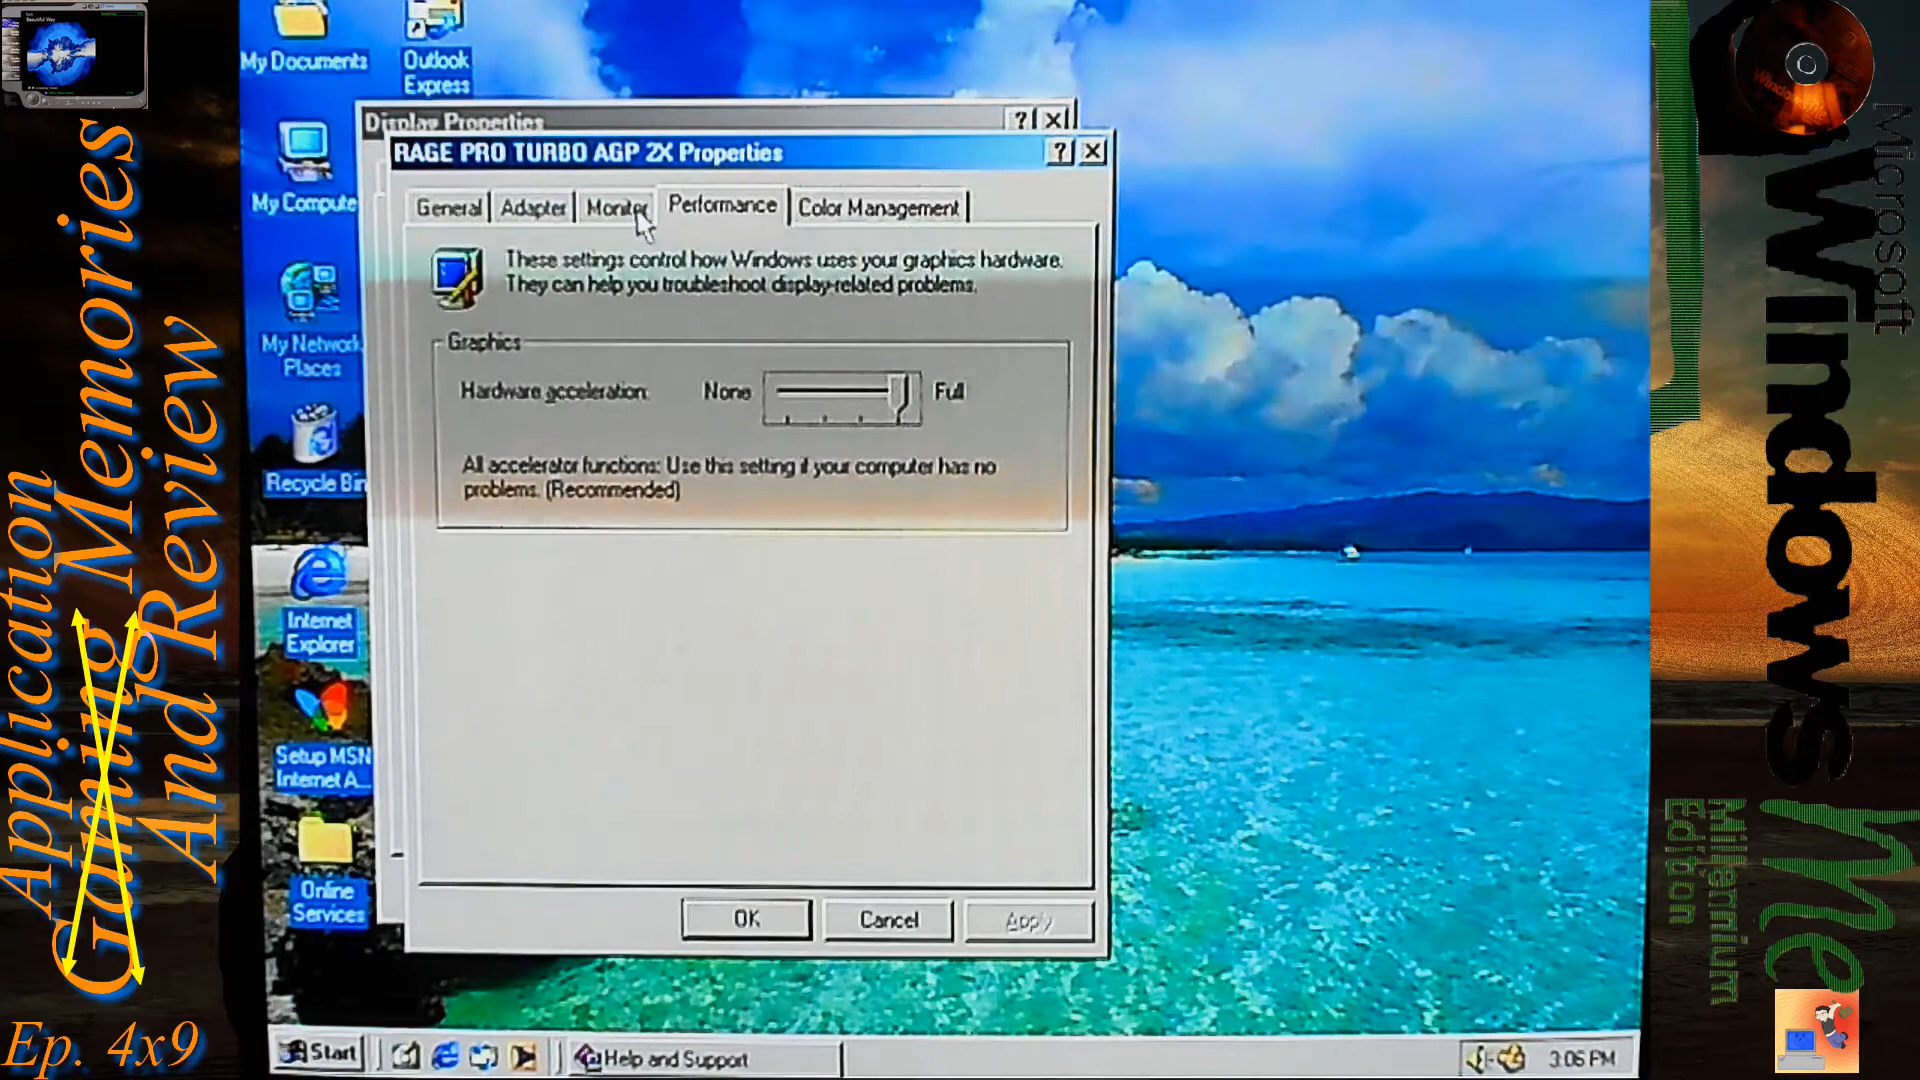 Application
Gaming Memories
And Review
Ep. 4x9
My Documents
Outlook
Express
My Compute
My Network
Places
Recycle Bin
Internet
Explorer
Setup MSN
Internet A...
Online
Services
Display Properties
RAGE PRO TURBO AGP 2X Properties
General
Adapter
Monitor
Performance
Color Management
These settings control how Windows uses your graphics hardware.
They can help you troubleshoot display-related problems.
Graphics
Hardware acceleration:
None
Full
All accelerator functions: Use this setting if your computer has no
problems. (Recommended)
OK
Cancel
Apply
Start
Help and Support
3:06 PM
Microsoft
Windows
Me
Millennium
Edition